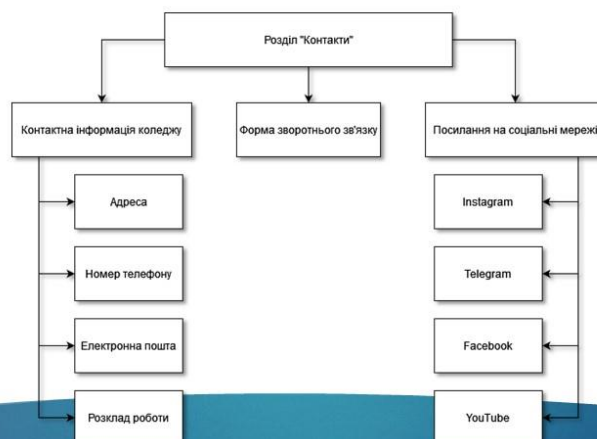 Розділ "Контакти"
Контактна інформація коледжу
Форма зворотнього зв'язку
Посилання на соціальні мережі
Адреса
Номер телефону
Електронна пошта
Розклад роботи
Instagram
Telegram
Facebook
YouTube